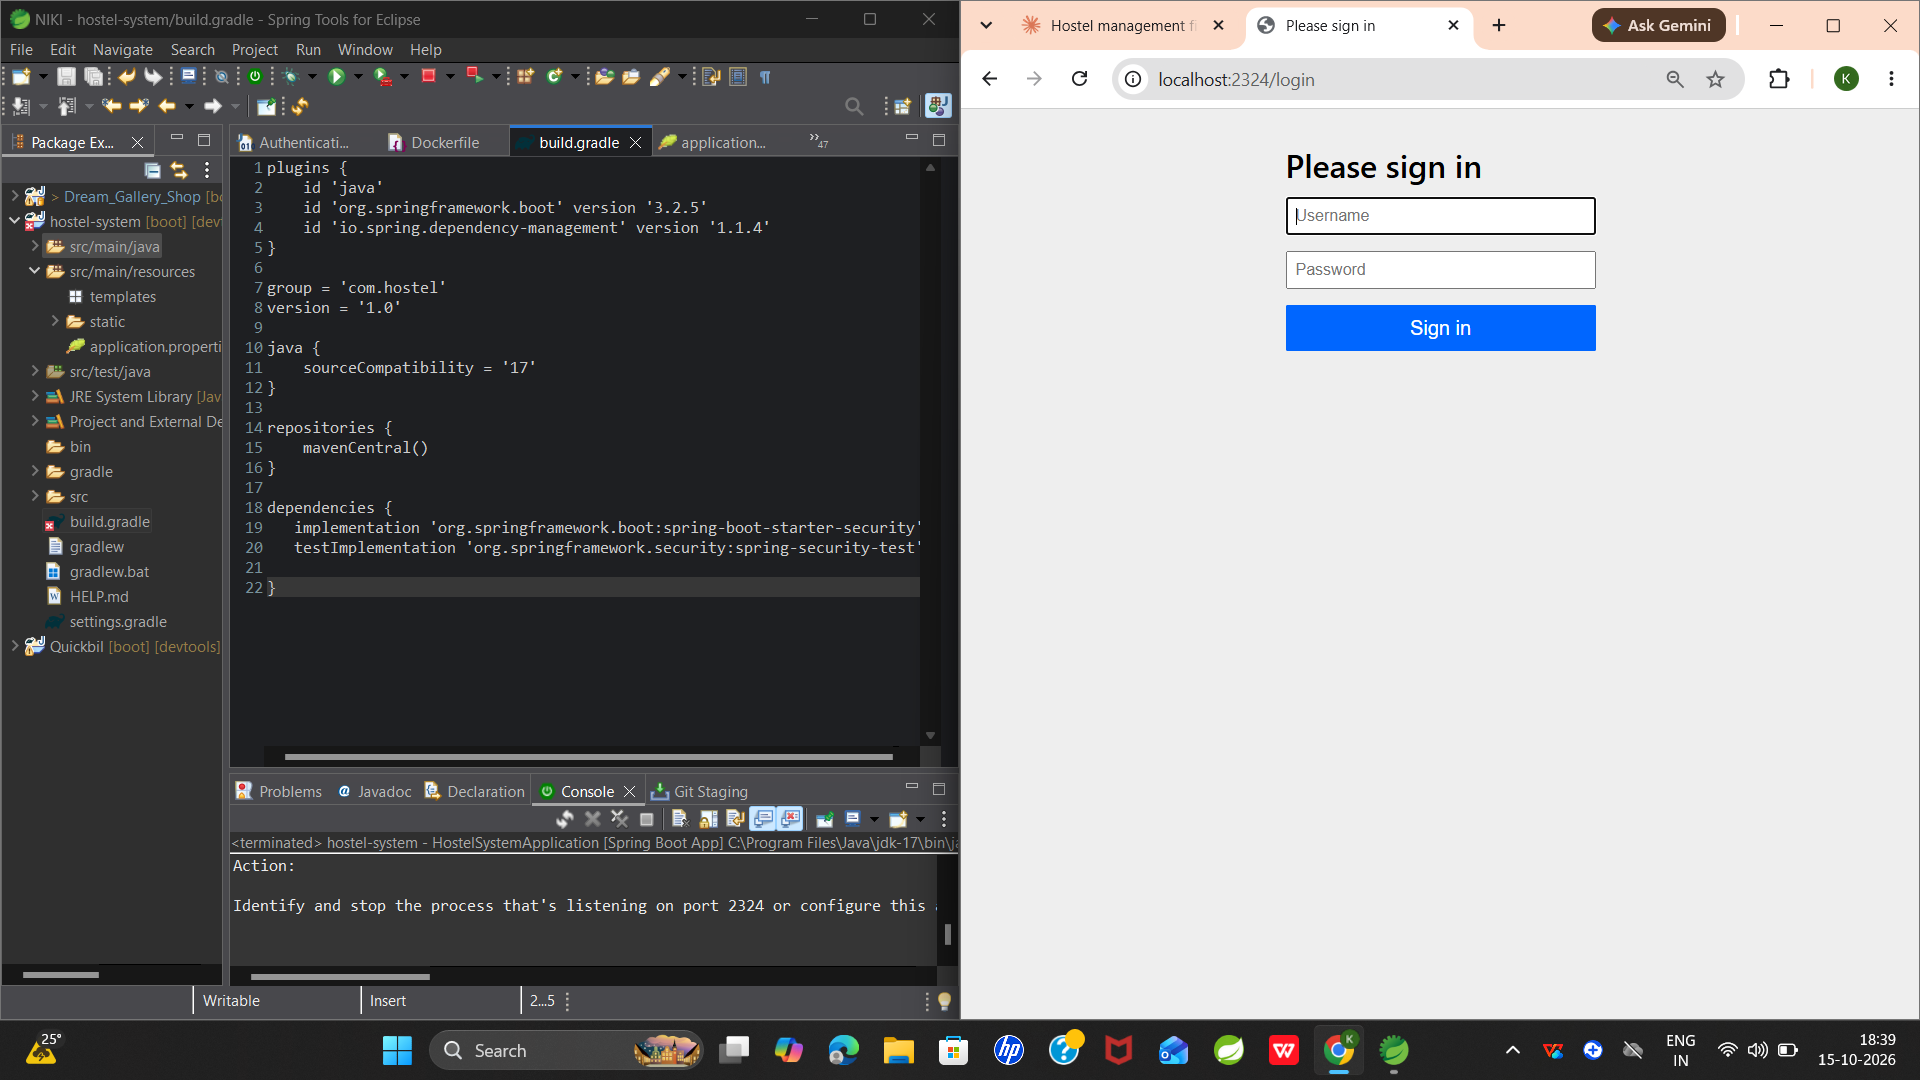 NIKI - hostel-system/build.gradle - Spring Tools for Eclipse
File Edit Navigate Search Project Run Window Help
Package Ex...
> Dream_Gallery_Shop [bo
hostel-system [boot] [devt
src/main/java
src/main/resources
templates
static
application.properti
src/test/java
JRE System Library [Jav
Project and External De
bin
gradle
src
build.gradle
gradlew
gradlew.bat
HELP.md
settings.gradle
Quickbil [boot] [devtools]
Authenticati...
Dockerfile
build.gradle
application...
»47
1 plugins {
2 id 'java'
3 id 'org.springframework.boot' version '3.2.5'
4 id 'io.spring.dependency-management' version '1.1.4'
5 }
6
7 group = 'com.hostel'
8 version = '1.0'
9
10 java {
11 sourceCompatibility = '17'
12 }
13
14 repositories {
15 mavenCentral()
16 }
17
18 dependencies {
19 implementation 'org.springframework.boot:spring-boot-starter-security'
20 testImplementation 'org.springframework.security:spring-security-test'
21
22 }
Problems @ Javadoc Declaration Console Git Staging
<terminated> hostel-system - HostelSystemApplication [Spring Boot App] C:\Program Files\Java\jdk-17\bin\ja
Action:
Identify and stop the process that's listening on port 2324 or configure this a
Writable Insert 2...5
Hostel management fi
Please sign in
Ask Gemini
localhost:2324/login
K
Please sign in
Username
Password
Sign in
25°
Search
ENG
IN
18:39
15-10-2026